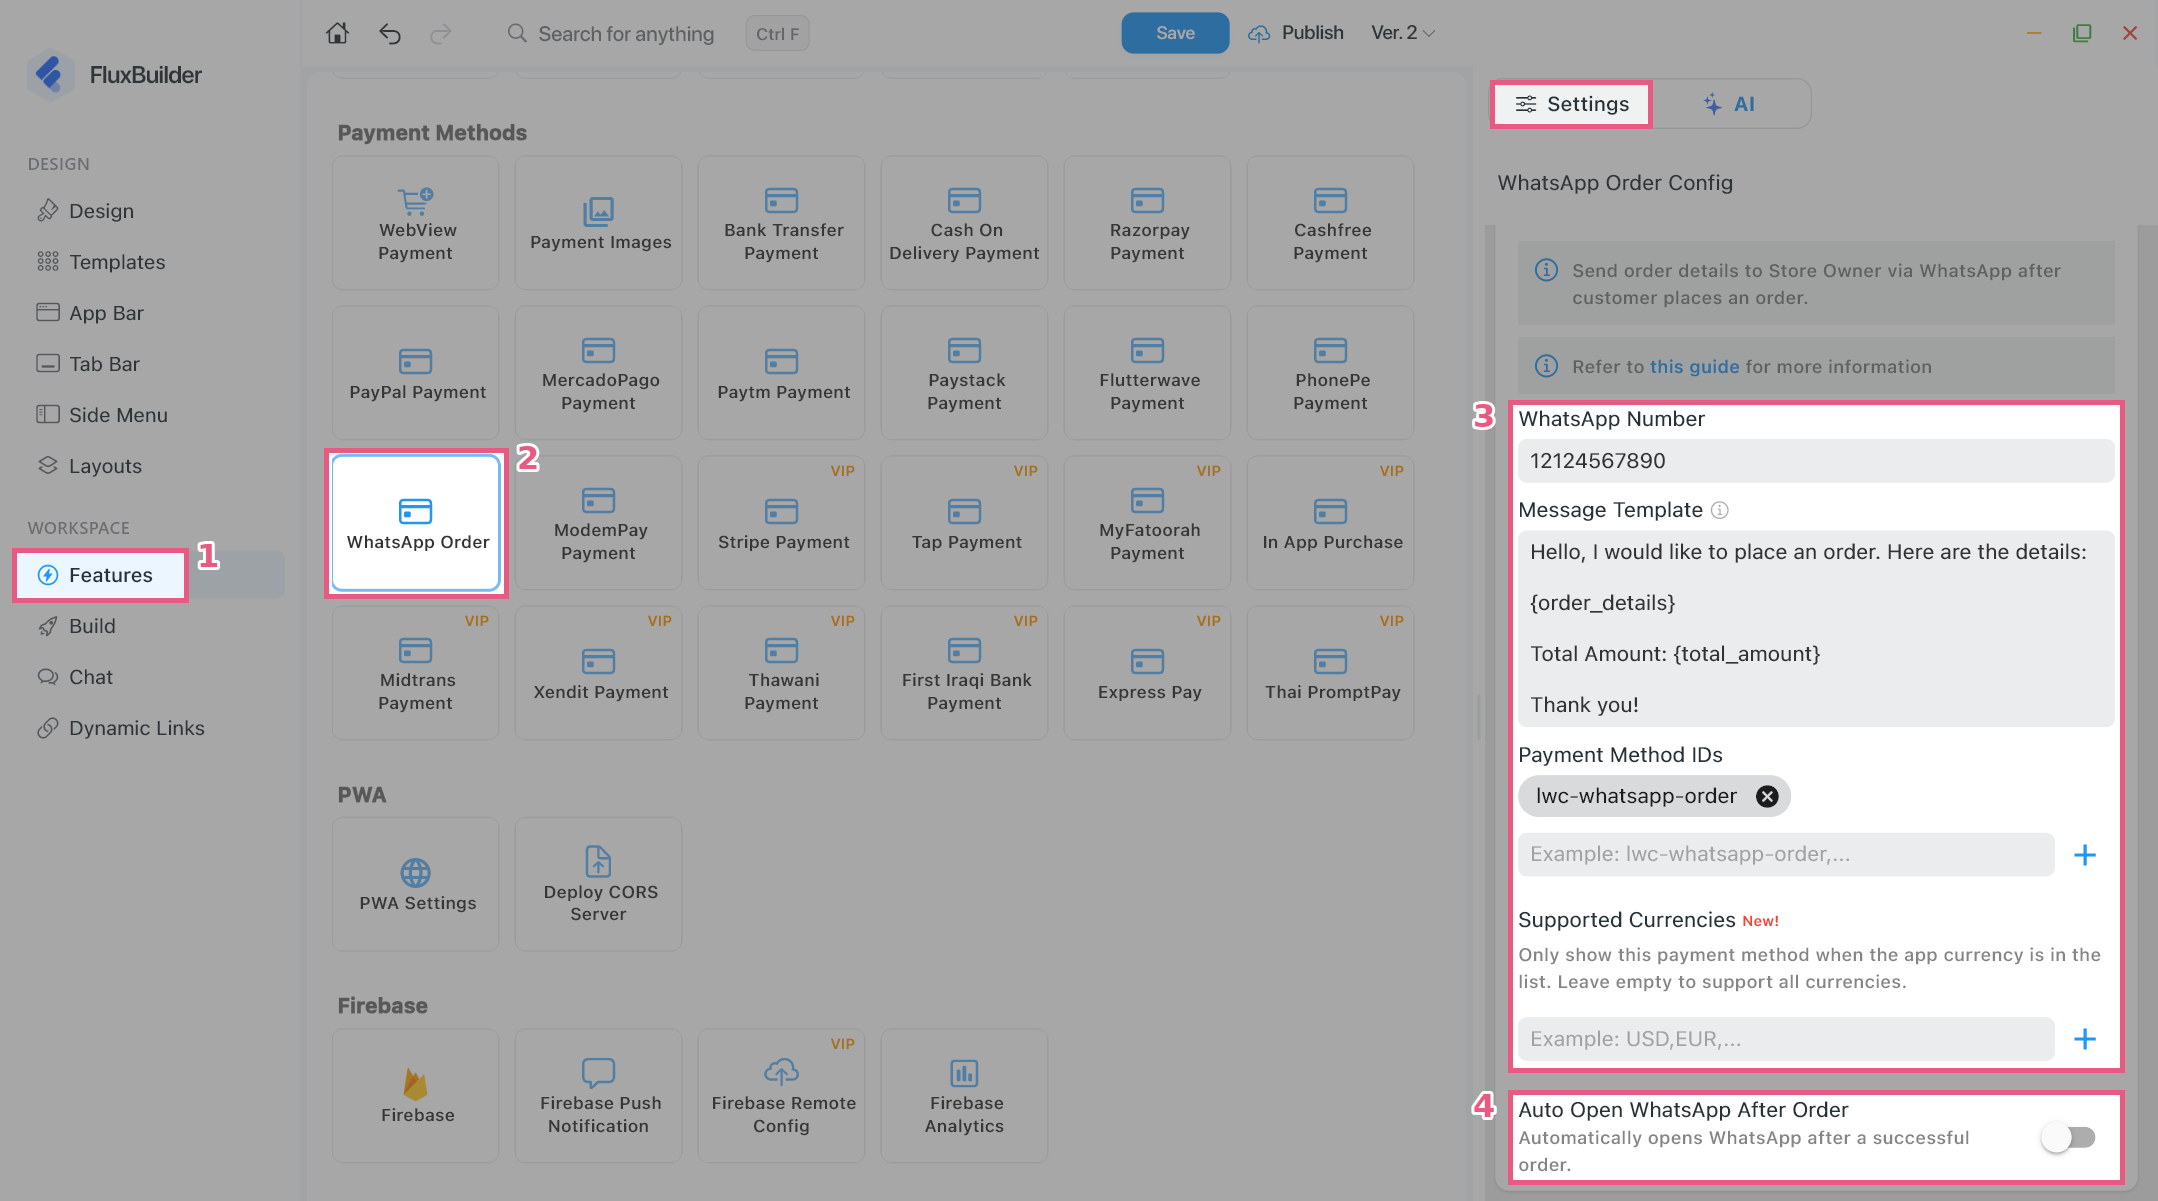 FluxBuilder
Search for anything
Ctrl F
Save
Publish
Ver. 2
DESIGN
Design
Templates
App Bar
Tab Bar
Side Menu
Layouts
WORKSPACE
Features
1
Build
Chat
Dynamic Links
Payment Methods
WebView
Payment
Payment Images
Bank Transfer
Payment
Cash On
Delivery Payment
Razorpay
Payment
Cashfree
Payment
PayPal Payment
MercadoPago
Payment
Paytm Payment
Paystack
Payment
Flutterwave
Payment
PhonePe
Payment
WhatsApp Order
2
ModemPay
Payment
VIP
Stripe Payment
VIP
Tap Payment
VIP
MyFatoorah
Payment
VIP
In App Purchase
VIP
Midtrans
Payment
VIP
Xendit Payment
VIP
Thawani
Payment
VIP
First Iraqi Bank
Payment
VIP
Express Pay
VIP
Thai PromptPay
PWA
PWA Settings
Deploy CORS
Server
Firebase
Firebase
Firebase Push
Notification
VIP
Firebase Remote
Config
Firebase
Analytics
Settings
AI
WhatsApp Order Config
Send order details to Store Owner via WhatsApp after
customer places an order.
Refer to this guide for more information
3
WhatsApp Number
12124567890
Message Template
Hello, I would like to place an order. Here are the details:
{order_details}
Total Amount: {total_amount}
Thank you!
Payment Method IDs
lwc-whatsapp-order
Example: lwc-whatsapp-order,...
Supported Currencies New!
Only show this payment method when the app currency is in the
list. Leave empty to support all currencies.
Example: USD,EUR,...
4
Auto Open WhatsApp After Order
Automatically opens WhatsApp after a successful
order.